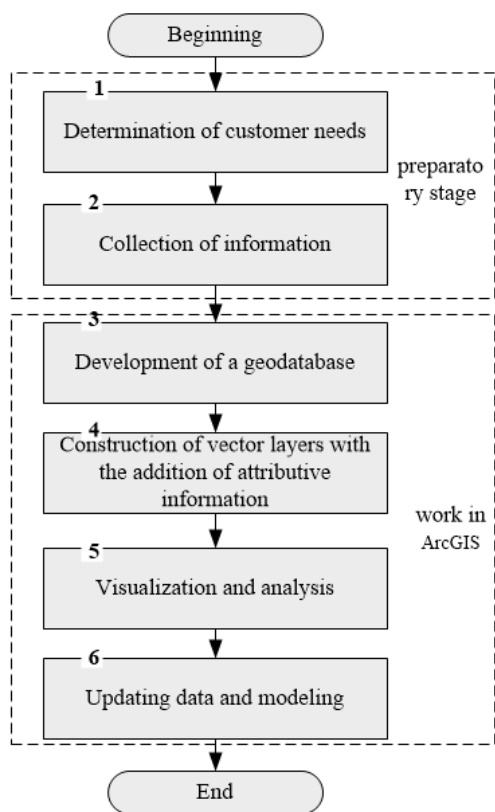 Beginning
1
Determination of customer needs
preparato
ry stage
2
Collection of information
3
Development of a geodatabase
4
Construction of vector layers with
the addition of attributive
information
work in
ArcGIS
5
Visualization and analysis
6
Updating data and modeling
End